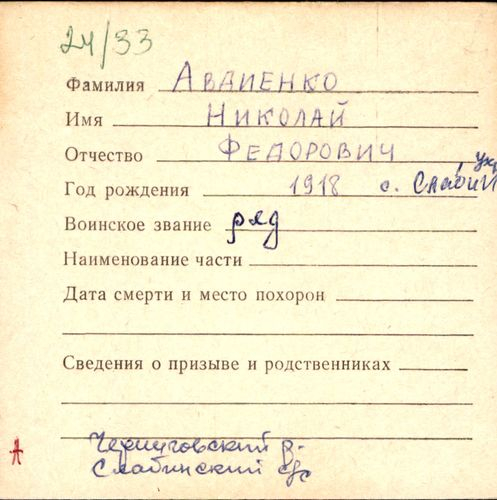 24/33
Фамилия Авдиенко
Имя Николай
Отчество Федорович
Год рождения 1918 с. Слабин
Воинское звание ряд
Наименование части
Дата смерти и место похорон
Сведения о призыве и родственниках
Черниговский р-
А Слабинский с/с